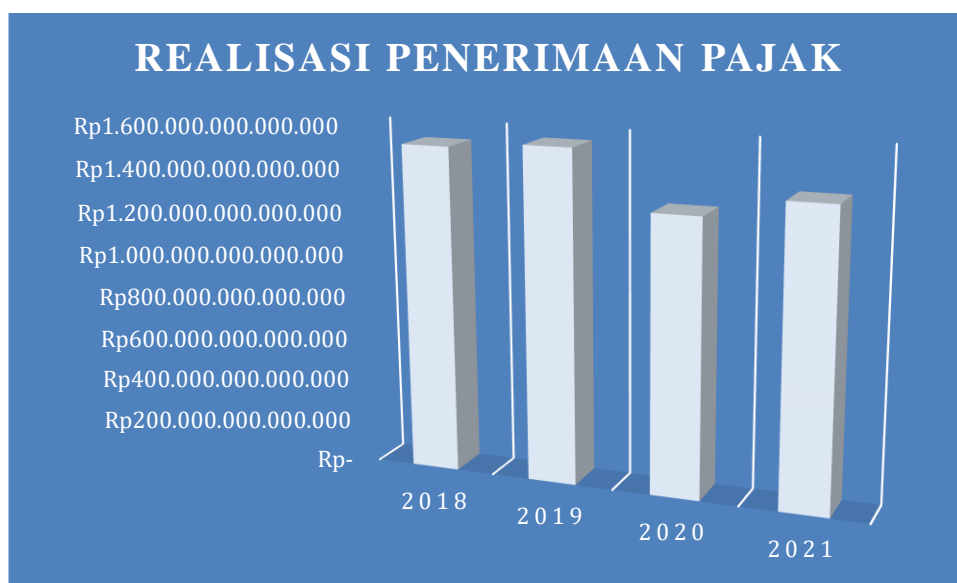 REALISASI PENERIMAAN PAJAK
Rp1.600.000.000.000.000
Rp1.400.000.000.000.000
Rp1.200.000.000.000.000
Rp1.000.000.000.000.000
Rp800.000.000.000.000
Rp600.000.000.000.000
Rp400.000.000.000.000
Rp200.000.000.000.000
Rp-
2018
2019
2020
2021